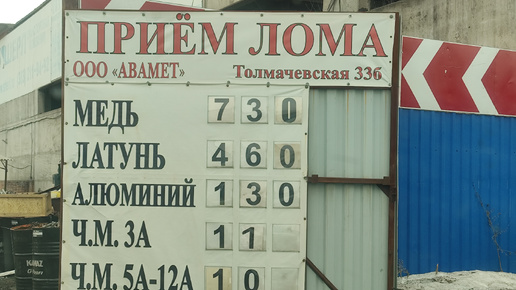 ПРИЁМ ЛОМА
ООО «АВАМЕТ» Толмачевская 33б
МЕДЬ 730
ЛАТУНЬ 460
АЛЮМИНИЙ 130
Ч.М. 3А 11
Ч.М. 5А-12А 10